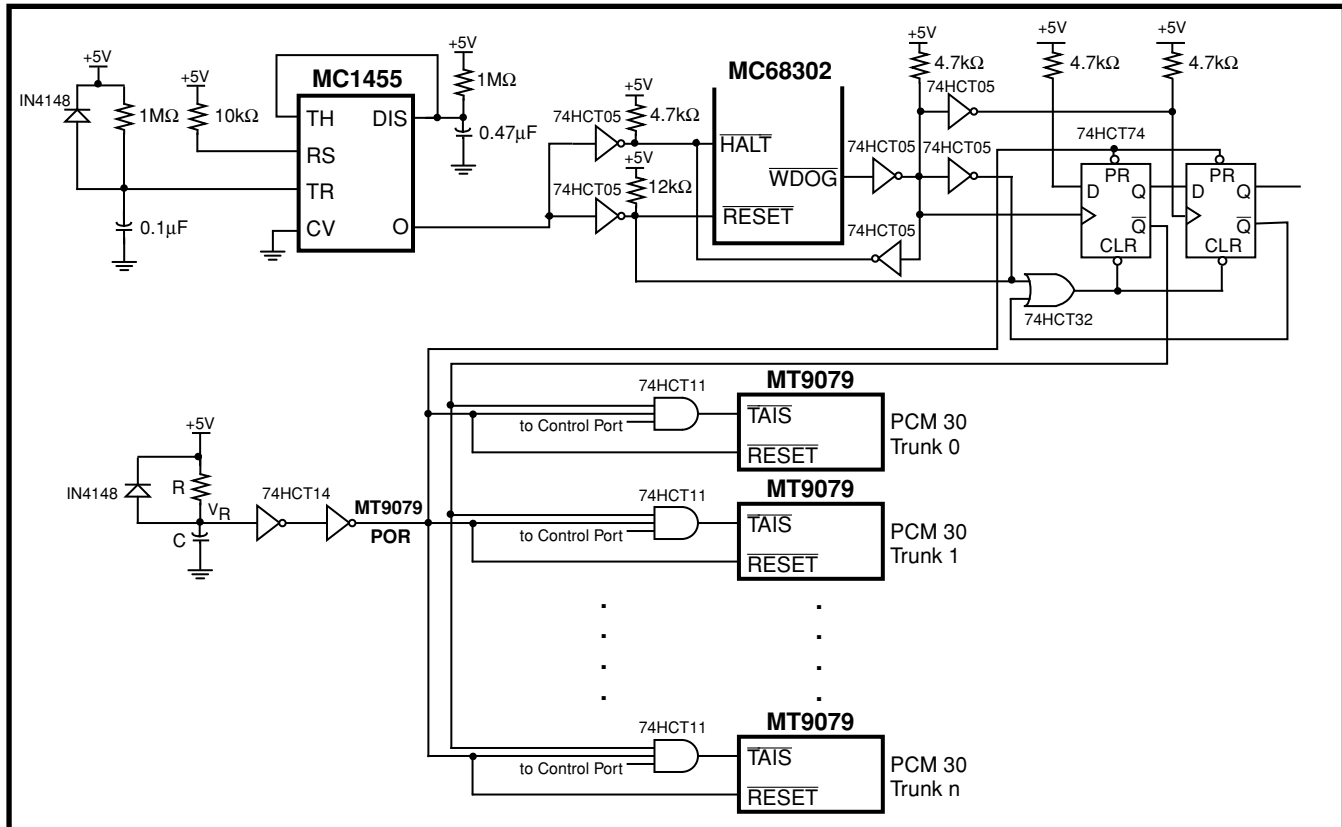 +5V
+5V
+5V
+5V
+5V
+5V
MC1455
MC68302
IN4148
1MΩ
10kΩ
1MΩ
4.7kΩ
4.7kΩ
4.7kΩ
74HCT05
+5V
TH
DIS
0.47µF
74HCT05
4.7kΩ
RS
HALT
74HCT05
74HCT05
74HCT74
+5V
PR
PR
TR
74HCT05
12kΩ
WDOG
D
Q
D
Q
0.1µF
CV
O
RESET
74HCT05
Q
Q
CLR
CLR
74HCT32
MT9079
74HCT11
TAIS
PCM 30
Trunk 0
to Control Port
RESET
+5V
IN4148
R
74HCT14
VR
MT9079
POR
C
MT9079
74HCT11
TAIS
PCM 30
Trunk 1
to Control Port
RESET
MT9079
74HCT11
TAIS
PCM 30
Trunk n
to Control Port
RESET